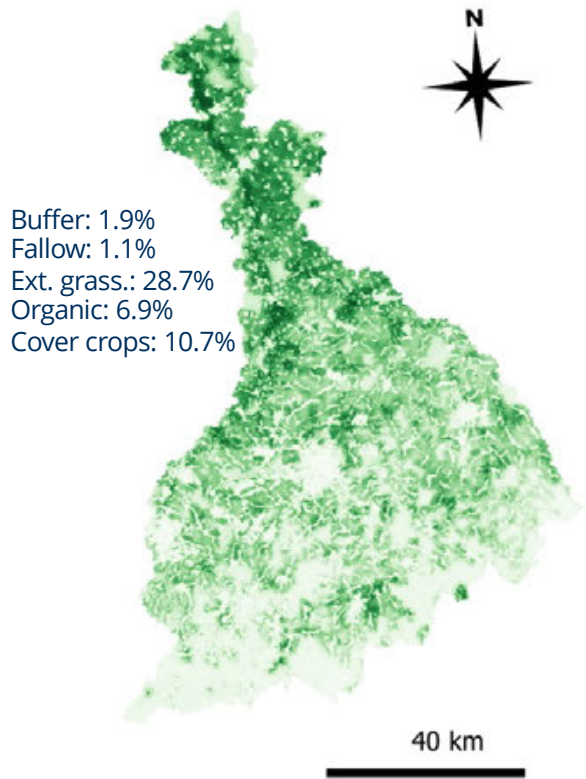 N
Buffer: 1.9%
Fallow: 1.1%
Ext. grass.: 28.7%
Organic: 6.9%
Cover crops: 10.7%
40 km